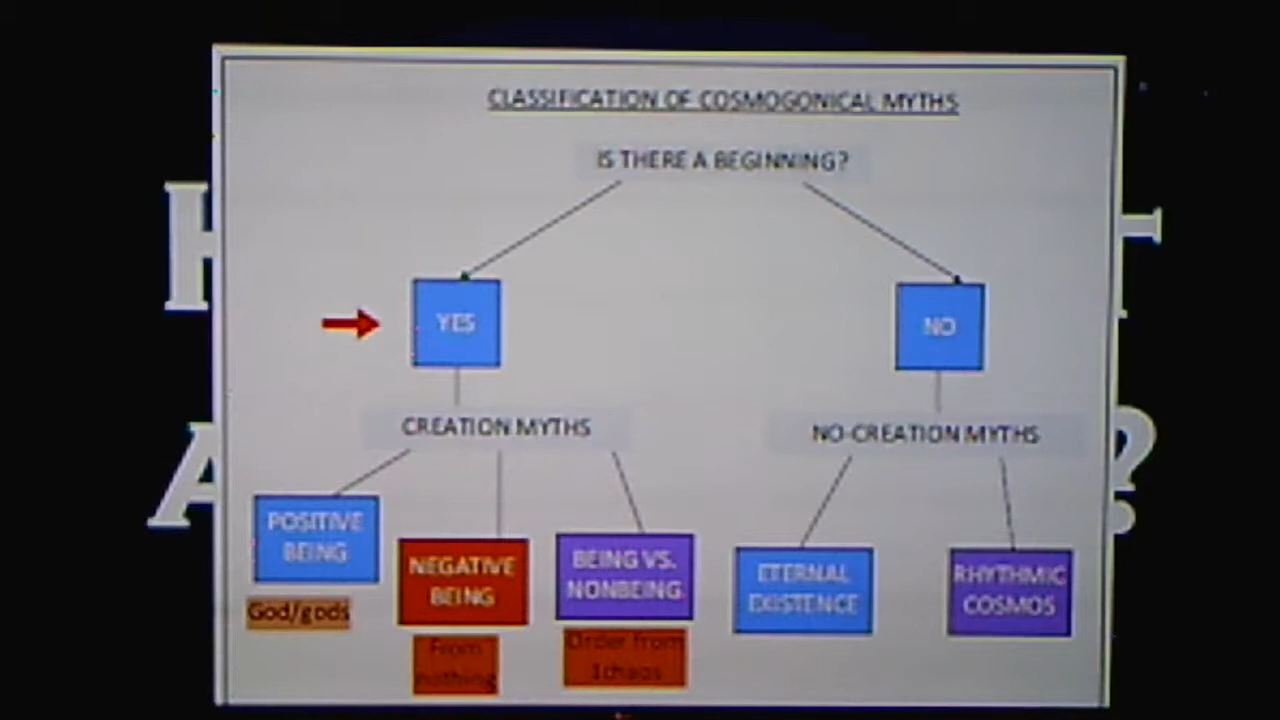 CLASSIFICATION OF COSMOGONICAL MYTHS
IS THERE A BEGINNING?
YES
NO
CREATION MYTHS
NO-CREATION MYTHS
POSITIVE
BEING
NEGATIVE
BEING
BEING VS.
NONBEING
ETERNAL
EXISTENCE
RHYTHMIC
COSMOS
God/gods
From
nothing
Order from
1chaos
H
T
A
?